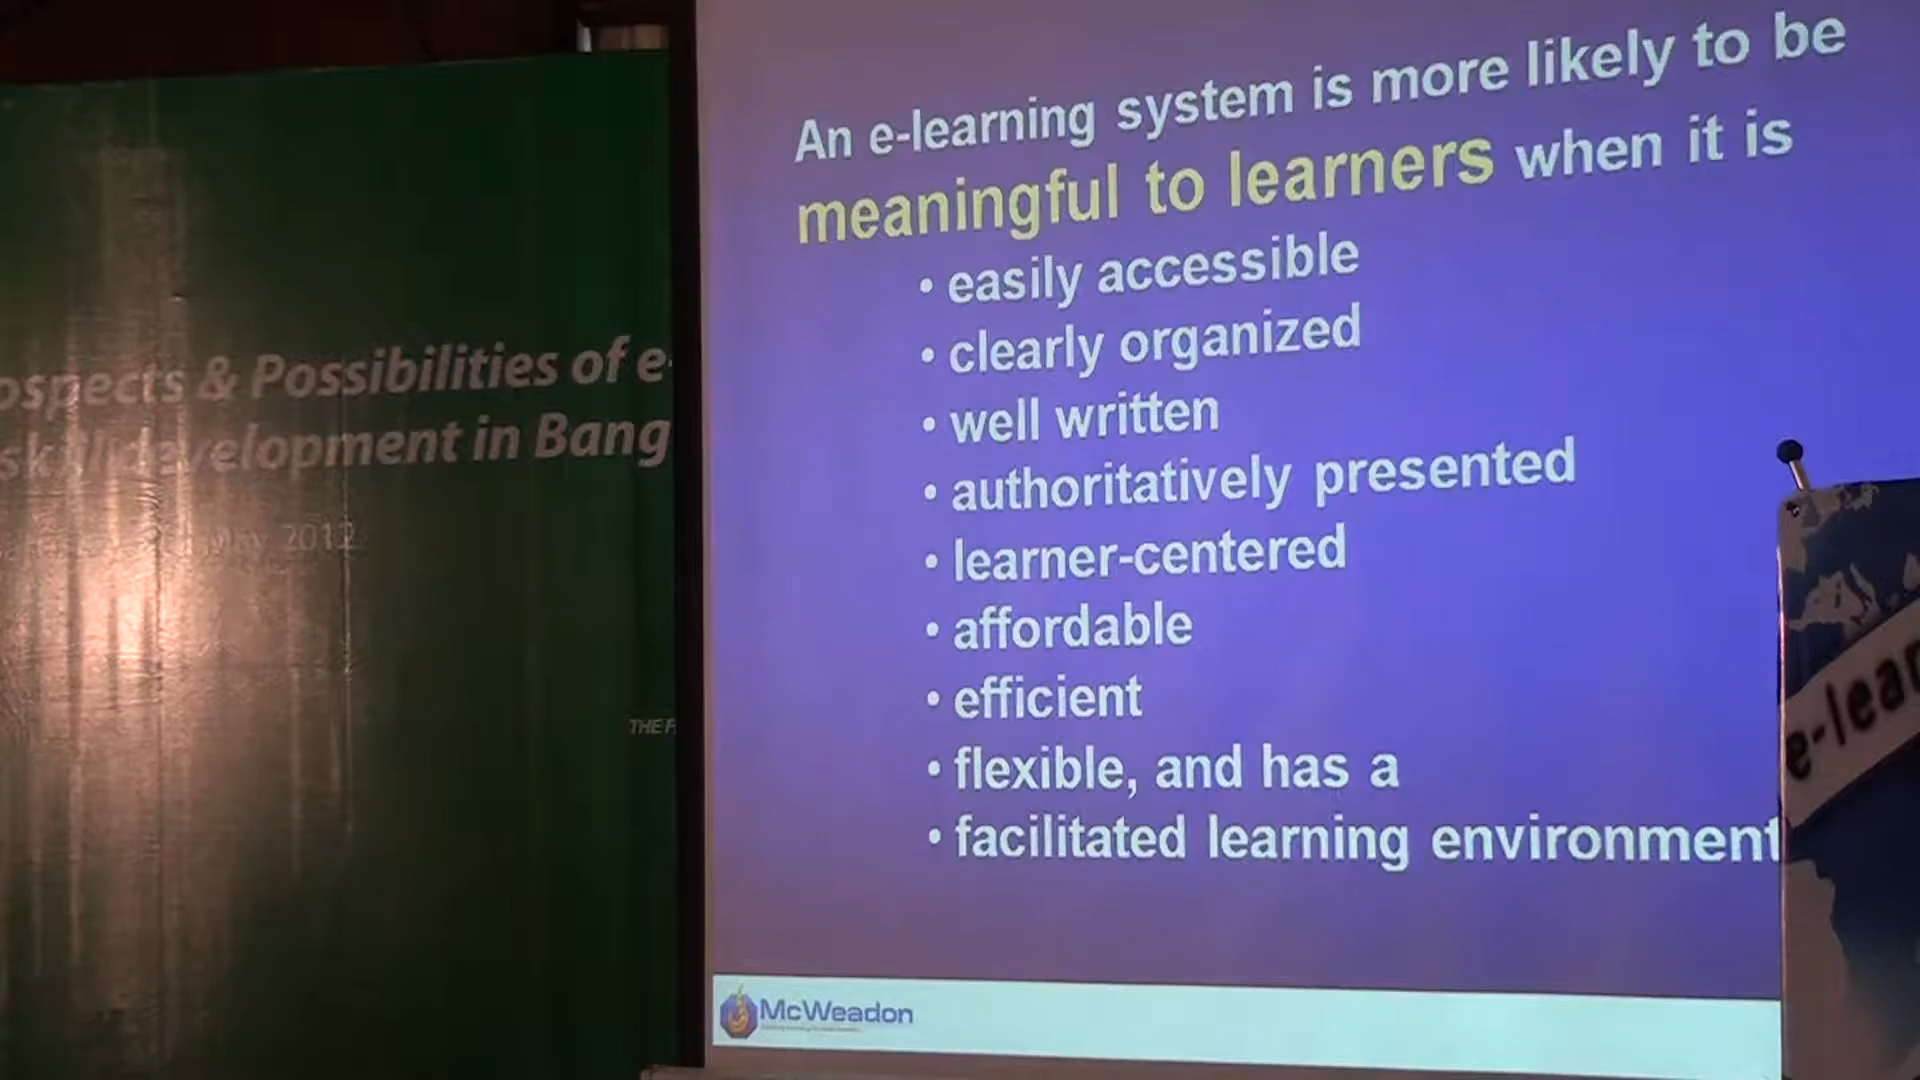 An e-learning system is more likely to be
meaningful to learners when it is
• easily accessible
• clearly organized
• well written
• authoritatively presented
• learner-centered
• affordable
• efficient
• flexible, and has a
• facilitated learning environment
McWeadon
ospects & Possibilities of e-
skill development in Bang
May 2012
THE F
e-lear